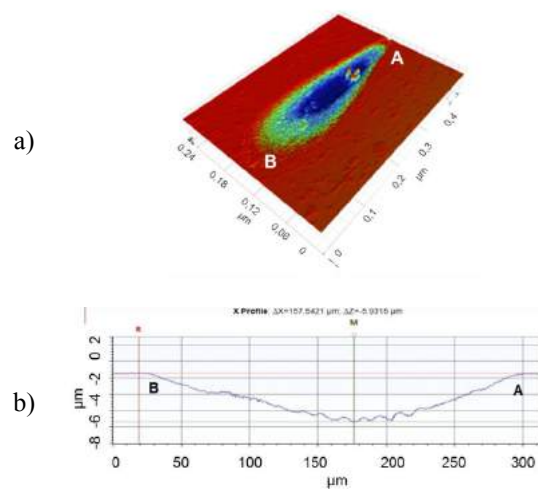 a)
A
B
0,24
0,18
0,12
0,06
0
µm
0
0,1
0,2
0,3
0,4
µm
b)
X Profile: ΔX=157.5421 µm; ΔZ=-5.9315 µm
R
M
2
0
-2
-4
-6
-8
µm
B
A
0
50
100
150
200
250
300
µm